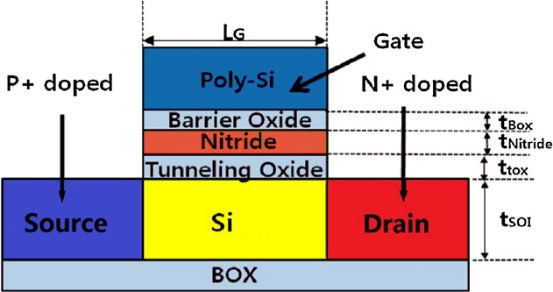 LG
Gate
Poly-Si
P+ doped
N+ doped
Barrier Oxide
tBox
Nitride
tNitride
Tunneling Oxide
ttox
Source
Si
Drain
tSOI
BOX